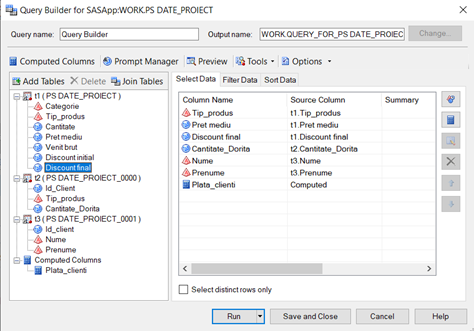 Query Builder for SASApp:WORK.PS DATE_PROIECT
Query name: Query Builder Output name: WORK.QUERY_FOR_PS DATE_PROIEC Change...
Computed Columns Prompt Manager Preview Tools Options
Add Tables Delete Join Tables
t1 ( PS DATE_PROIECT )
Categorie
Tip_produs
Cantitate
Pret mediu
Venit brut
Discount initial
Discount final
t2 ( PS DATE_PROIECT_0000 )
Id_Client
Tip_produs
Cantitate_Dorita
t3 ( PS DATE_PROIECT_0001 )
Id_client
Nume
Prenume
Computed Columns
Plata_clienti
Select Data Filter Data Sort Data
Column Name Source Column Summary
Tip_produs t1.Tip_produs
Pret mediu t1.Pret mediu
Discount final t1.Discount final
Cantitate_Dorita t2.Cantitate_Dorita
Nume t3.Nume
Prenume t3.Prenume
Plata_clienti Computed
Select distinct rows only
Run Save and Close Cancel Help